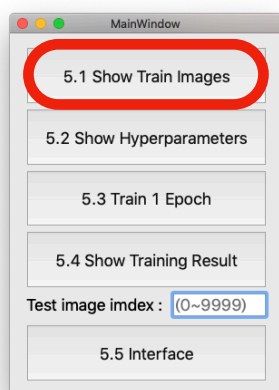 MainWindow
5.1 Show Train Images
5.2 Show Hyperparameters
5.3 Train 1 Epoch
5.4 Show Training Result
Test image imdex : (0~9999)
5.5 Interface